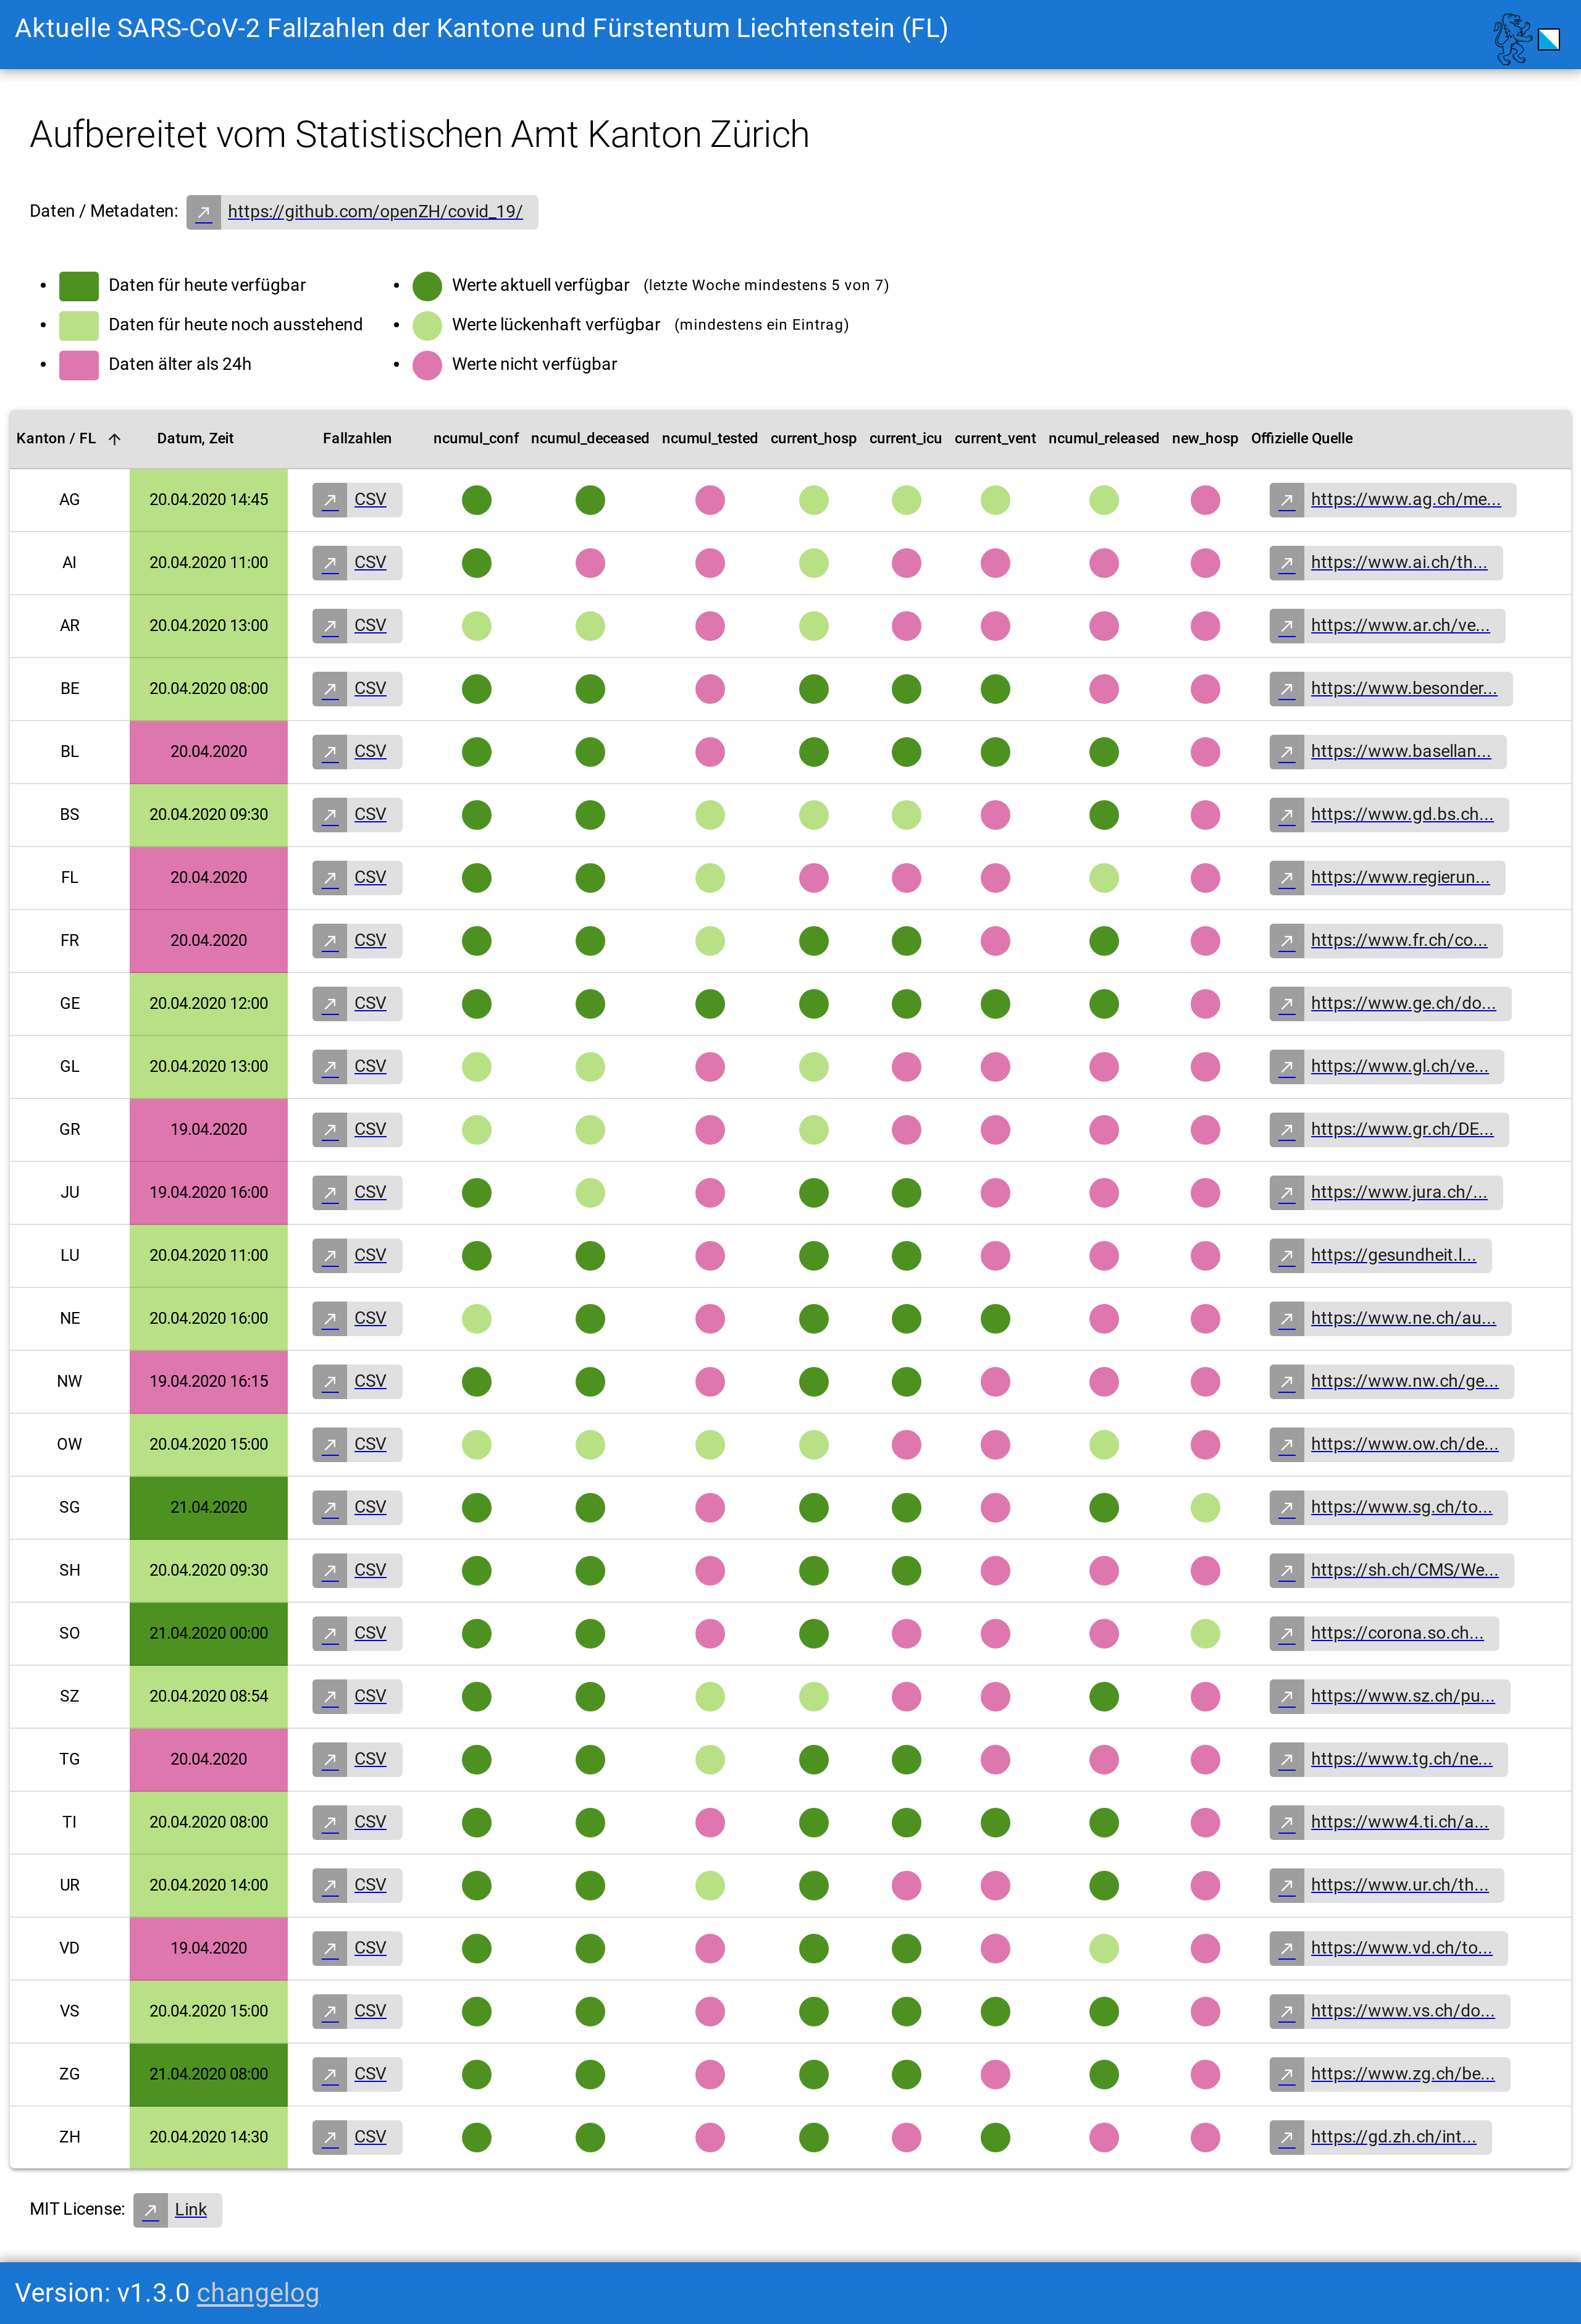 Aktuelle SARS-CoV-2 Fallzahlen der Kantone und Fürstentum Liechtenstein (FL)
Aufbereitet vom Statistischen Amt Kanton Zürich
Daten / Metadaten: https://github.com/openZH/covid_19/
Daten für heute verfügbar Werte aktuell verfügbar (letzte Woche mindestens 5 von 7)
Daten für heute noch ausstehend Werte lückenhaft verfügbar (mindestens ein Eintrag)
Daten älter als 24h Werte nicht verfügbar
Kanton / FL Datum, Zeit Fallzahlen ncumul_conf ncumul_deceased ncumul_tested current_hosp current_icu current_vent ncumul_released new_hosp Offizielle Quelle
AG 20.04.2020 14:45 CSV https://www.ag.ch/me...
AI 20.04.2020 11:00 CSV https://www.ai.ch/th...
AR 20.04.2020 13:00 CSV https://www.ar.ch/ve...
BE 20.04.2020 08:00 CSV https://www.besonder...
BL 20.04.2020 CSV https://www.basellan...
BS 20.04.2020 09:30 CSV https://www.gd.bs.ch...
FL 20.04.2020 CSV https://www.regierun...
FR 20.04.2020 CSV https://www.fr.ch/co...
GE 20.04.2020 12:00 CSV https://www.ge.ch/do...
GL 20.04.2020 13:00 CSV https://www.gl.ch/ve...
GR 19.04.2020 CSV https://www.gr.ch/DE...
JU 19.04.2020 16:00 CSV https://www.jura.ch/...
LU 20.04.2020 11:00 CSV https://gesundheit.l...
NE 20.04.2020 16:00 CSV https://www.ne.ch/au...
NW 19.04.2020 16:15 CSV https://www.nw.ch/ge...
OW 20.04.2020 15:00 CSV https://www.ow.ch/de...
SG 21.04.2020 CSV https://www.sg.ch/to...
SH 20.04.2020 09:30 CSV https://sh.ch/CMS/We...
SO 21.04.2020 00:00 CSV https://corona.so.ch...
SZ 20.04.2020 08:54 CSV https://www.sz.ch/pu...
TG 20.04.2020 CSV https://www.tg.ch/ne...
TI 20.04.2020 08:00 CSV https://www4.ti.ch/a...
UR 20.04.2020 14:00 CSV https://www.ur.ch/th...
VD 19.04.2020 CSV https://www.vd.ch/to...
VS 20.04.2020 15:00 CSV https://www.vs.ch/do...
ZG 21.04.2020 08:00 CSV https://www.zg.ch/be...
ZH 20.04.2020 14:30 CSV https://gd.zh.ch/int...
MIT License: Link
Version: v1.3.0 changelog